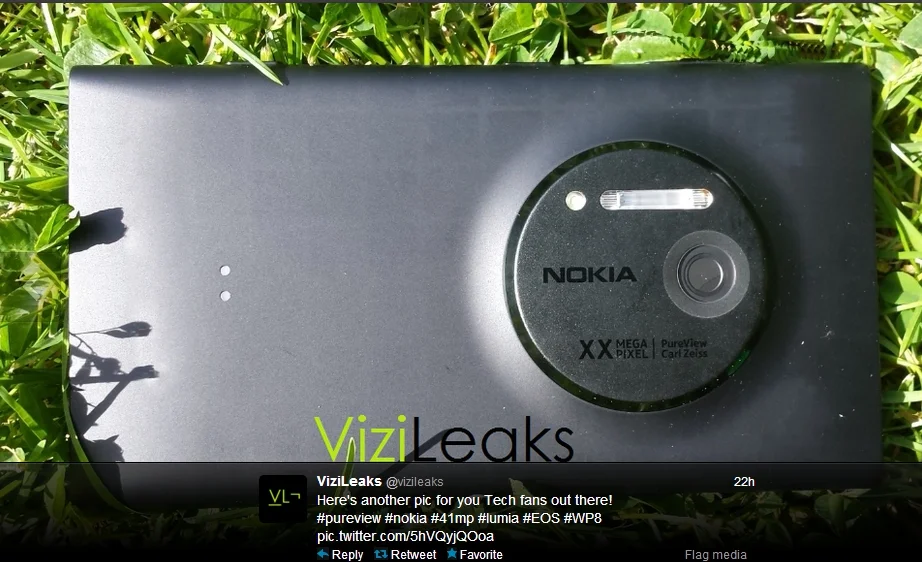 NOKIA
XX MEGA PIXEL | PureView Carl Zeiss
ViziLeaks
VL¬
ViziLeaks @vizileaks 22h
Here's another pic for you Tech fans out there!
#pureview #nokia #41mp #lumia #EOS #WP8
pic.twitter.com/5hVQyjQOoa
Reply Retweet Favorite Flag media